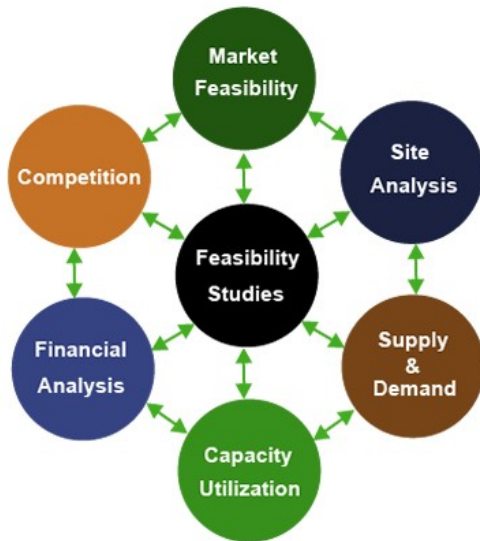 Market
Feasibility
Competition
Site
Analysis
Feasibility
Studies
Financial
Analysis
Supply
&
Demand
Capacity
Utilization